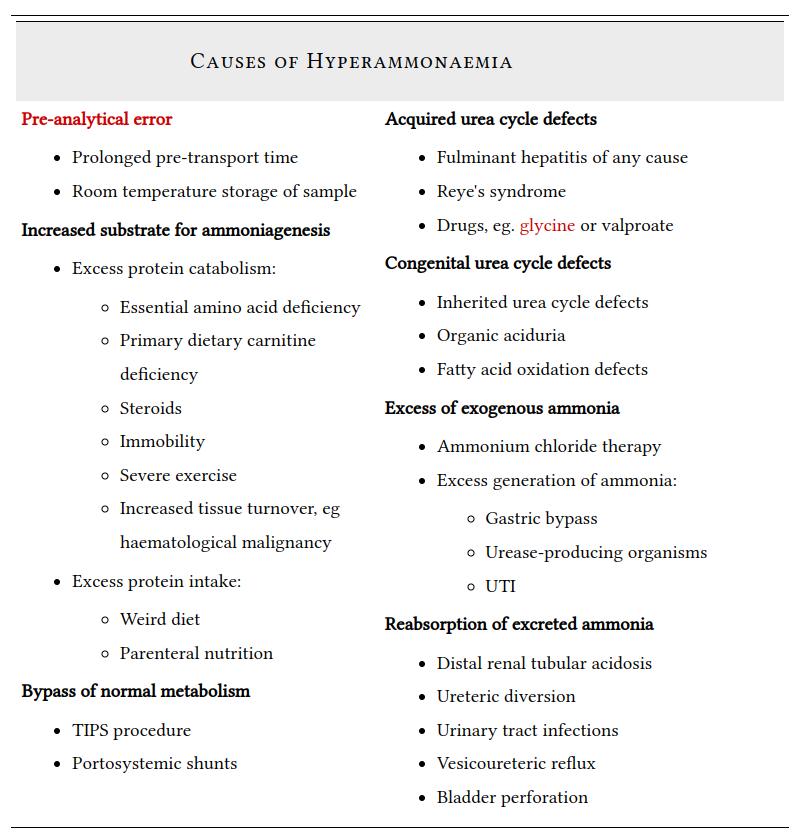 Causes of Hyperammonaemia
Pre-analytical error
• Prolonged pre-transport time
• Room temperature storage of sample
Increased substrate for ammoniagenesis
• Excess protein catabolism:
○ Essential amino acid deficiency
○ Primary dietary carnitine
deficiency
○ Steroids
○ Immobility
○ Severe exercise
○ Increased tissue turnover, eg
haematological malignancy
• Excess protein intake:
○ Weird diet
○ Parenteral nutrition
Bypass of normal metabolism
• TIPS procedure
• Portosystemic shunts
Acquired urea cycle defects
• Fulminant hepatitis of any cause
• Reye's syndrome
• Drugs, eg. glycine or valproate
Congenital urea cycle defects
• Inherited urea cycle defects
• Organic aciduria
• Fatty acid oxidation defects
Excess of exogenous ammonia
• Ammonium chloride therapy
• Excess generation of ammonia:
○ Gastric bypass
○ Urease-producing organisms
○ UTI
Reabsorption of excreted ammonia
• Distal renal tubular acidosis
• Ureteric diversion
• Urinary tract infections
• Vesicoureteric reflux
• Bladder perforation